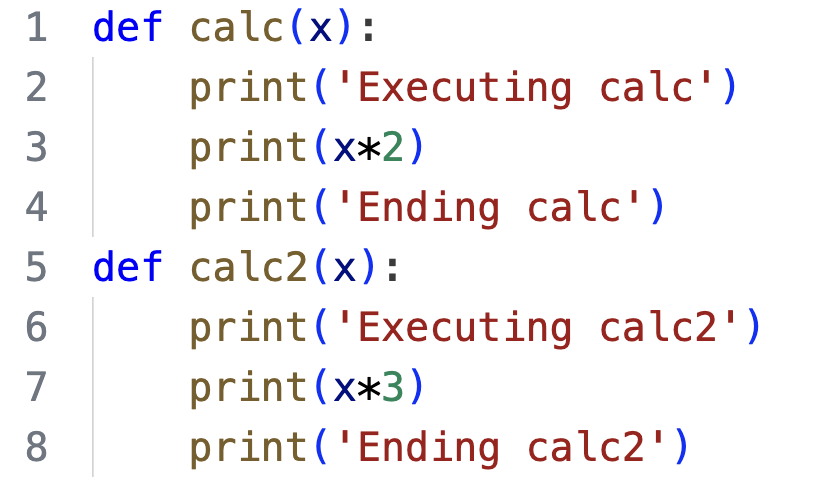 1 def calc(x):
2     print('Executing calc')
3     print(x*2)
4     print('Ending calc')
5 def calc2(x):
6     print('Executing calc2')
7     print(x*3)
8     print('Ending calc2')